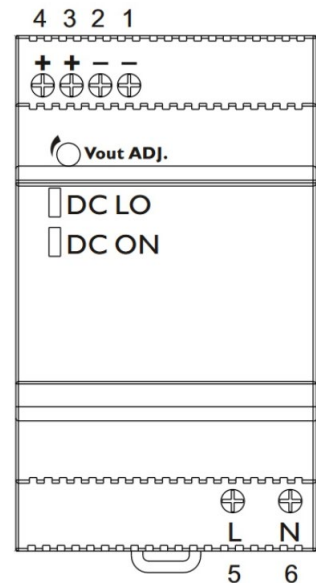 4 3 2 1
+ + – –
Vout ADJ.
DC LO
DC ON
L N
5 6